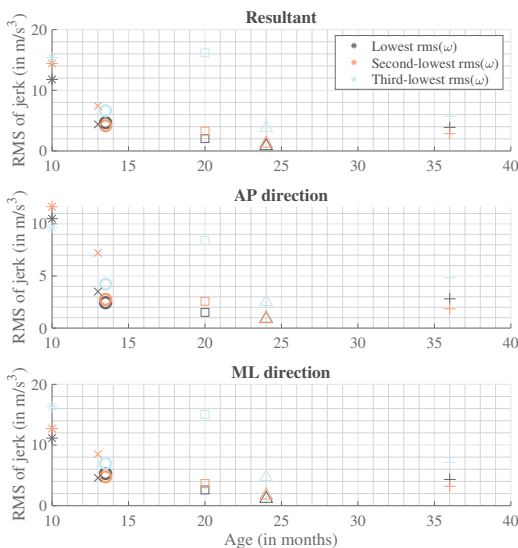 Resultant
RMS of jerk (in m/s³)
20
10
0
Lowest rms(ω)
Second-lowest rms(ω)
Third-lowest rms(ω)
10 15 20 25 30 35 40
AP direction
RMS of jerk (in m/s³)
10
5
0
10 15 20 25 30 35 40
ML direction
RMS of jerk (in m/s³)
20
10
0
10 15 20 25 30 35 40
Age (in months)